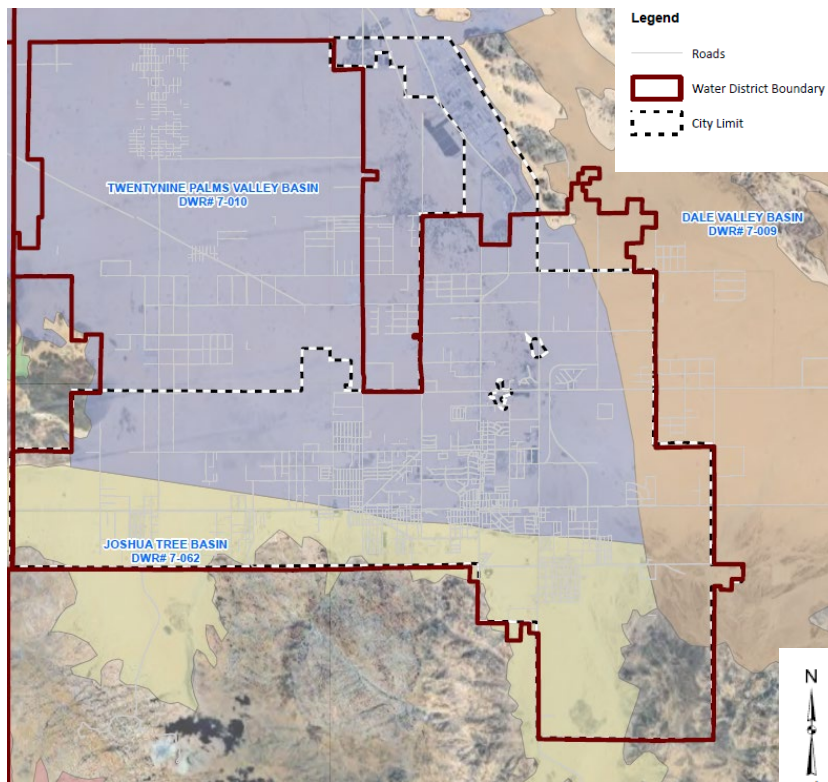 Legend
Roads
Water District Boundary
City Limit
TWENTYNINE PALMS VALLEY BASIN
DWR# 7-010
DALE VALLEY BASIN
DWR# 7-009
JOSHUA TREE BASIN
DWR# 7-062
N